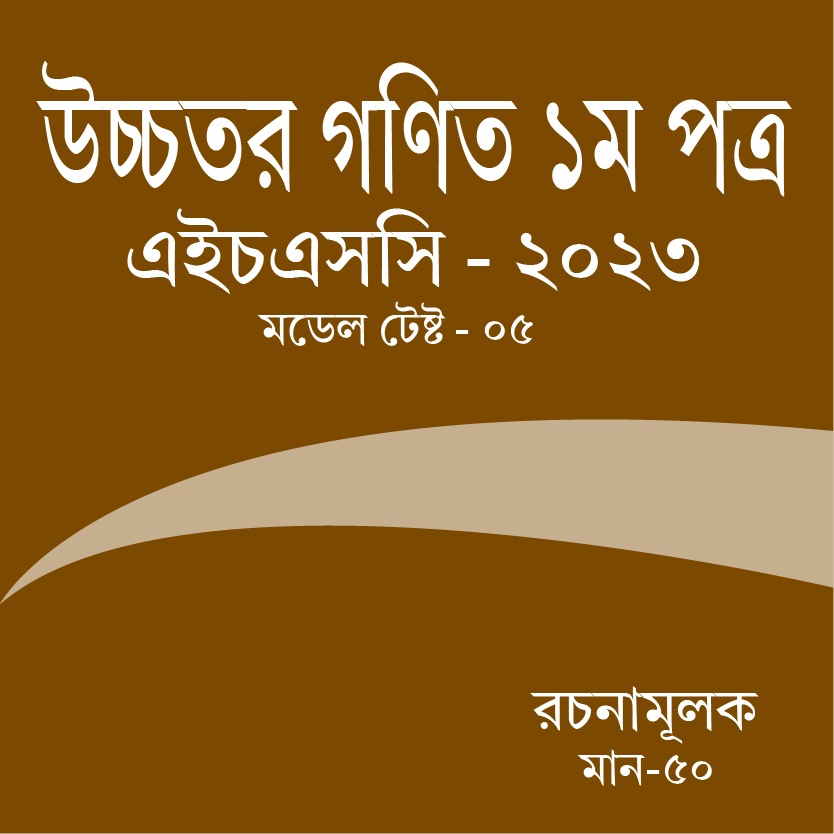 উচ্চতর গণিত ১ম পত্র
এইচএসসি - ২০২৩
মডেল টেষ্ট - ০৫
রচনামূলক
মান-৫০